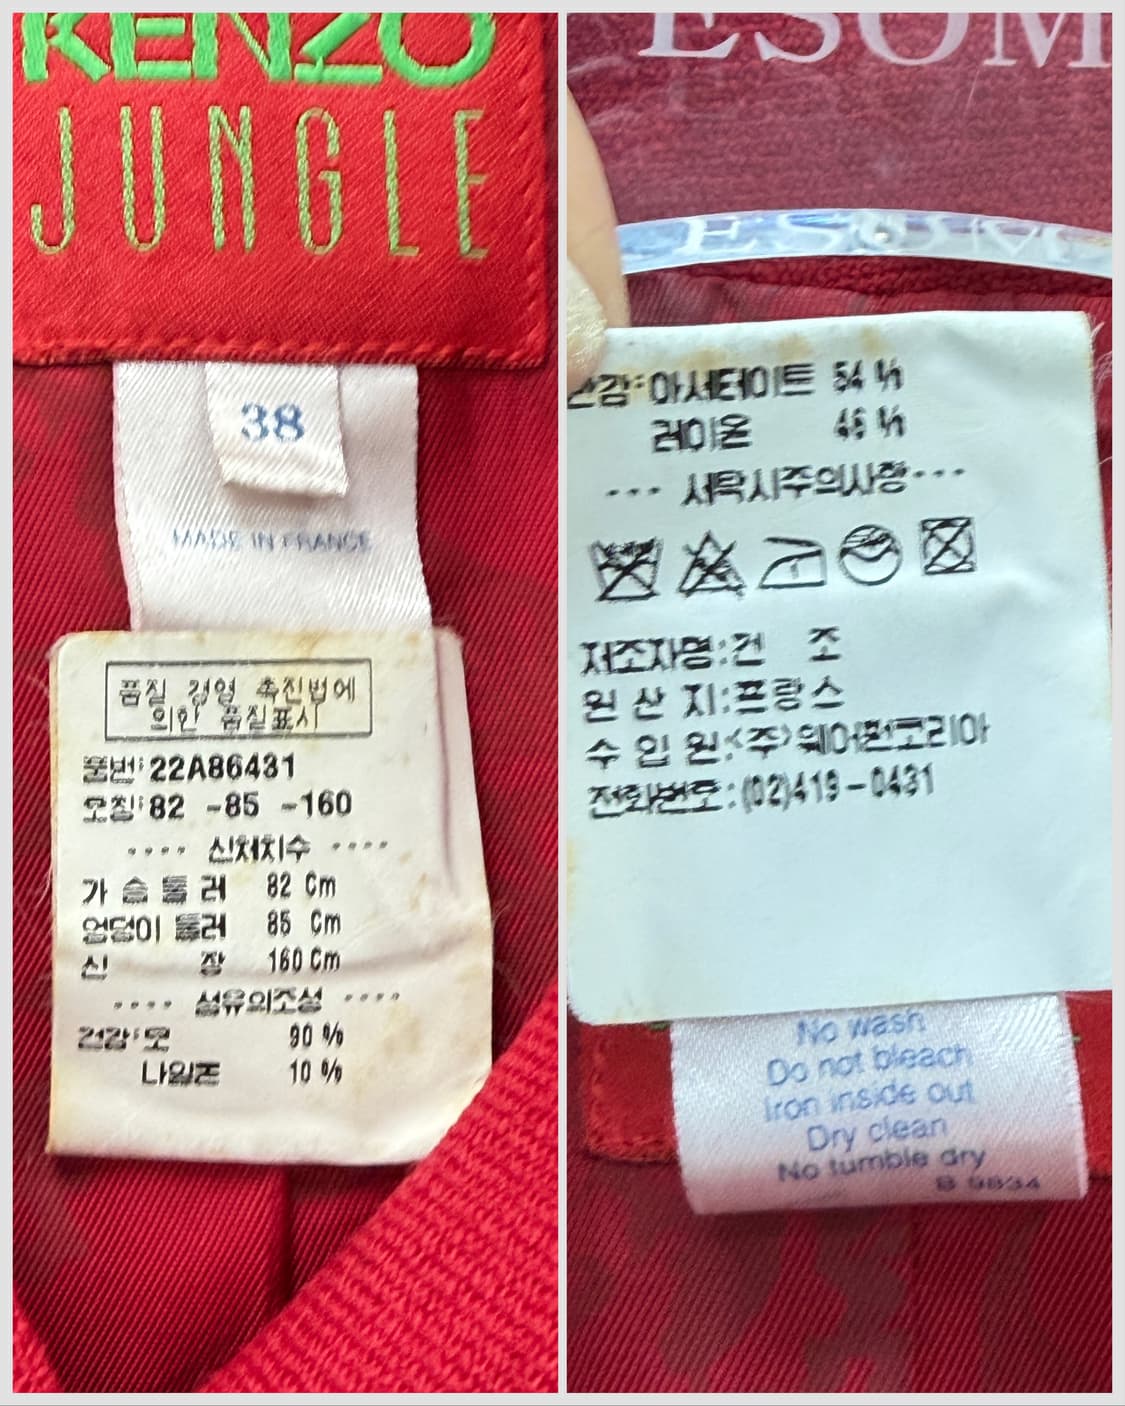 KENZO
JUNGLE
38
MADE IN FRANCE
품질 경영 촉진법에
의한 품질표시
품번:22A86431
호칭:82 -85 -160
···· 신체치수 ····
가슴둘러 82 Cm
엉덩이 둘러 85 Cm
신 장 160 Cm
···· 섬유의조성 ····
겉감:모 90 %
나일론 10 %
ESOM
ESOM
안감:아세테이트 54 %
레이온 46 %
··· 세탁시주의사항 ···
제조자명:건 조
원 산 지:프랑스
수 입 원:(주)웨어펀코리아
전화번호:(02)419-0431
No wash
Do not bleach
Iron inside out
Dry clean
No tumble dry
B 9834